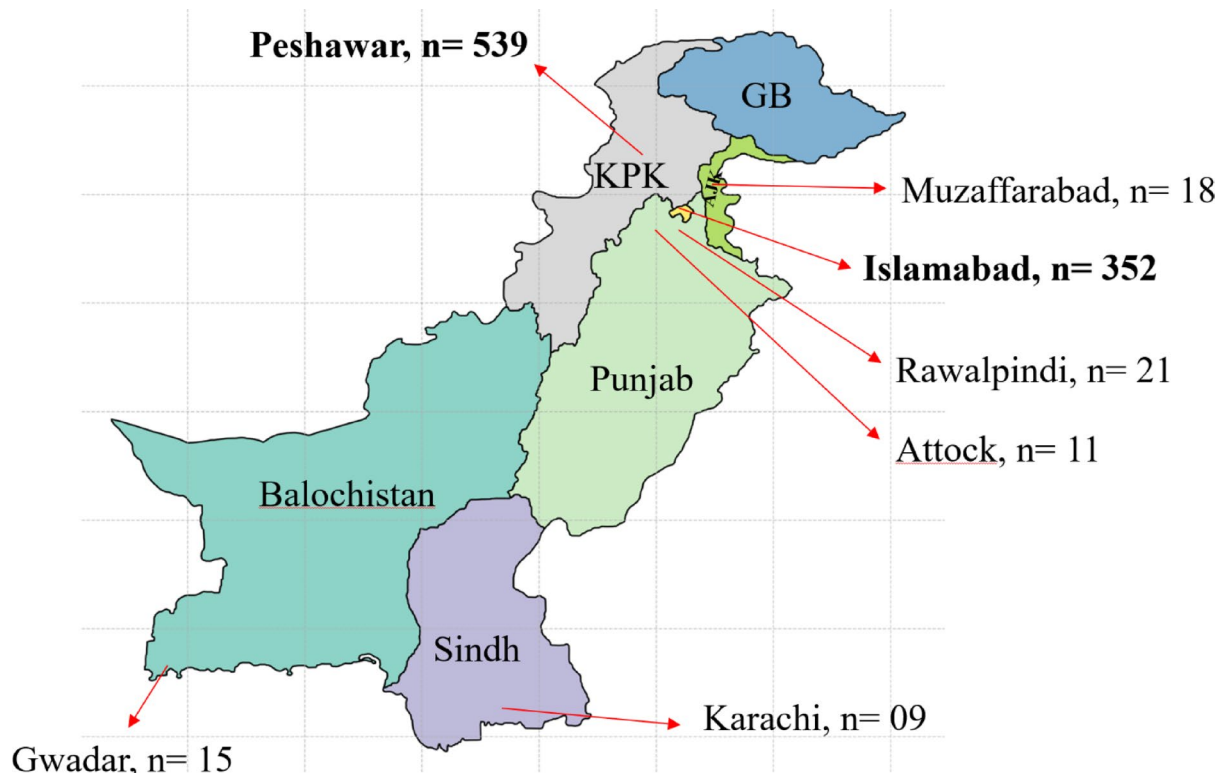 Peshawar, n= 539
GB
KPK
AJK
Muzaffarabad, n= 18
Islamabad, n= 352
Rawalpindi, n= 21
Punjab
Attock, n= 11
Balochistan
Sindh
Karachi, n= 09
Gwadar, n= 15